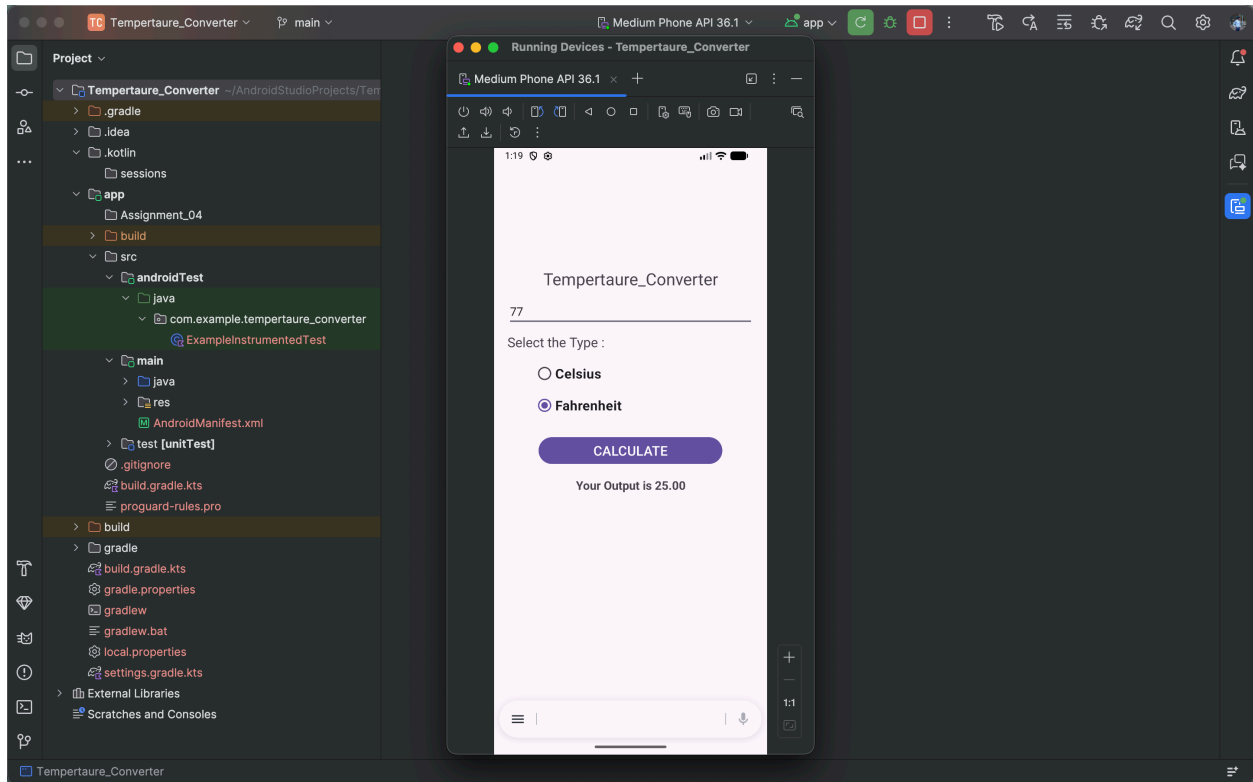 TC Tempertaure_Converter main Medium Phone API 36.1 app
Project
Tempertaure_Converter ~/AndroidStudioProjects/Tem
.gradle
.idea
.kotlin
sessions
app
Assignment_04
build
src
androidTest
java
com.example.tempertaure_converter
ExampleInstrumentedTest
main
java
res
AndroidManifest.xml
test [unitTest]
.gitignore
build.gradle.kts
proguard-rules.pro
build
gradle
build.gradle.kts
gradle.properties
gradlew
gradlew.bat
local.properties
settings.gradle.kts
External Libraries
Scratches and Consoles
Running Devices - Tempertaure_Converter
Medium Phone API 36.1
1:19
Tempertaure_Converter
77
Select the Type :
Celsius
Fahrenheit
CALCULATE
Your Output is 25.00
1:1
Tempertaure_Converter